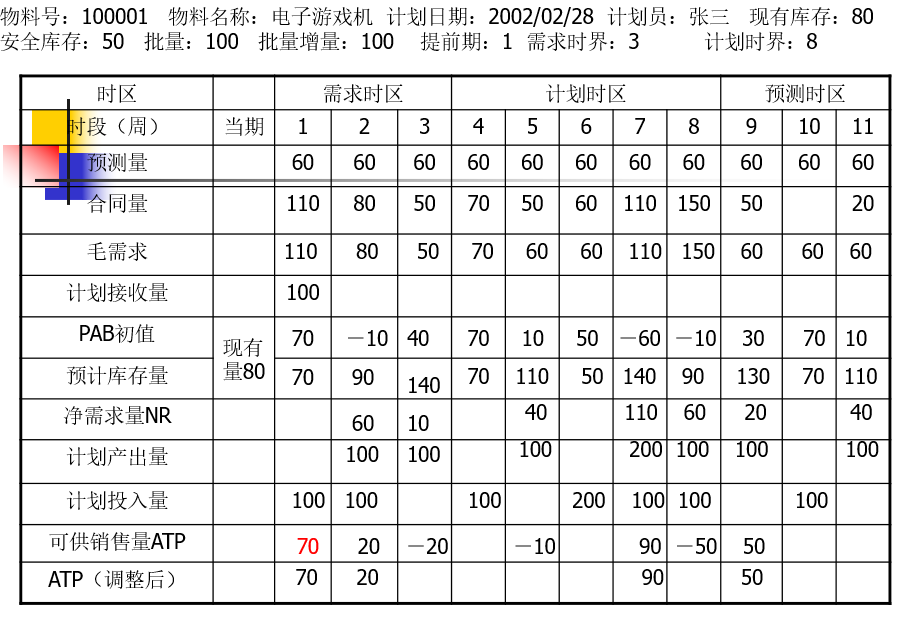 物料号：100001 物料名称：电子游戏机 计划日期：2002/02/28 计划员：张三 现有库存：80
安全库存：50 批量：100 批量增量：100 提前期：1 需求时界：3 计划时界：8
时区 需求时区 计划时区 预测时区
时段（周） 当期 1 2 3 4 5 6 7 8 9 10 11
预测量 60 60 60 60 60 60 60 60 60 60 60
合同量 110 80 50 70 50 60 110 150 50 20
毛需求 110 80 50 70 60 60 110 150 60 60 60
计划接收量 100
PAB初值 现有量80 70 －10 40 70 10 50 －60 －10 30 70 10
预计库存量 70 90 140 70 110 50 140 90 130 70 110
净需求量NR 60 10 40 110 60 20 40
计划产出量 100 100 100 200 100 100 100
计划投入量 100 100 100 200 100 100 100
可供销售量ATP 70 20 －20 －10 90 －50 50
ATP（调整后） 70 20 90 50